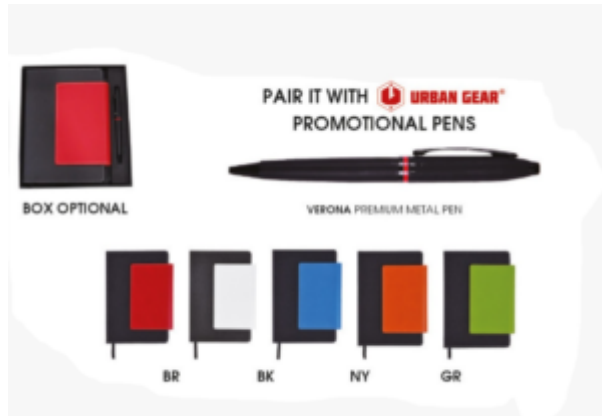 PAIR IT WITH URBAN GEAR®
PROMOTIONAL PENS
BOX OPTIONAL
VERONA PREMIUM METAL PEN
BR BK NY GR